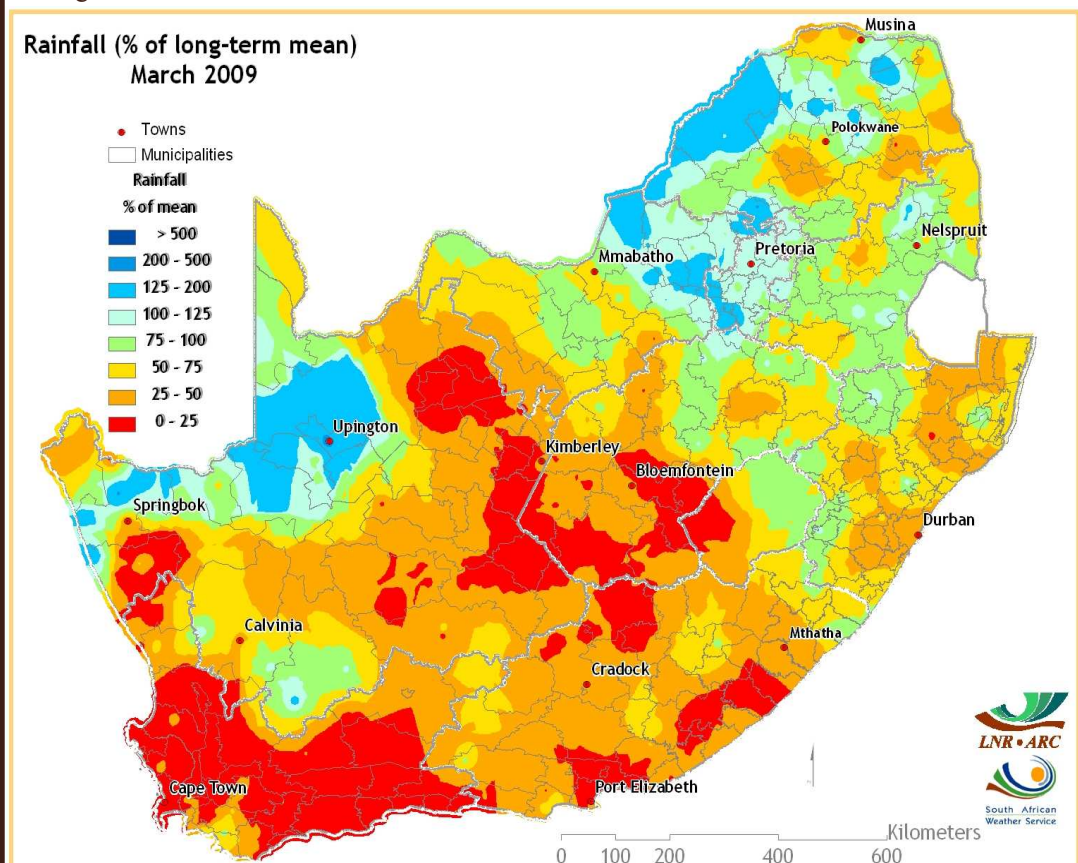 Rainfall (% of long-term mean)
March 2009
Towns
Municipalities
Rainfall
% of mean
> 500
200 - 500
125 - 200
100 - 125
75 - 100
50 - 75
25 - 50
0 - 25
Musina
Polokwane
Nelspruit
Pretoria
Mmabatho
Upington
Kimberley
Bloemfontein
Springbok
Durban
Calvinia
Mthatha
Cradock
Cape Town
Port Elizabeth
LNR • ARC
South African
Weather Service
Kilometers
0 100 200 400 600